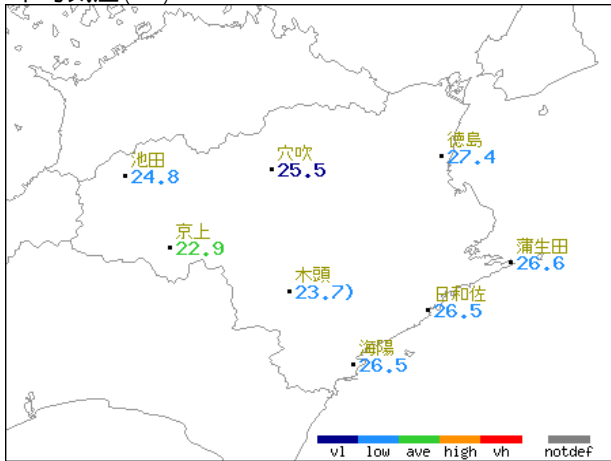 徳島
27.4
池田
24.8
穴吹
25.5
京上
22.9
蒲生田
26.6
木頭
23.7)
日和佐
26.5
海陽
26.5
vl low ave high vh notdef